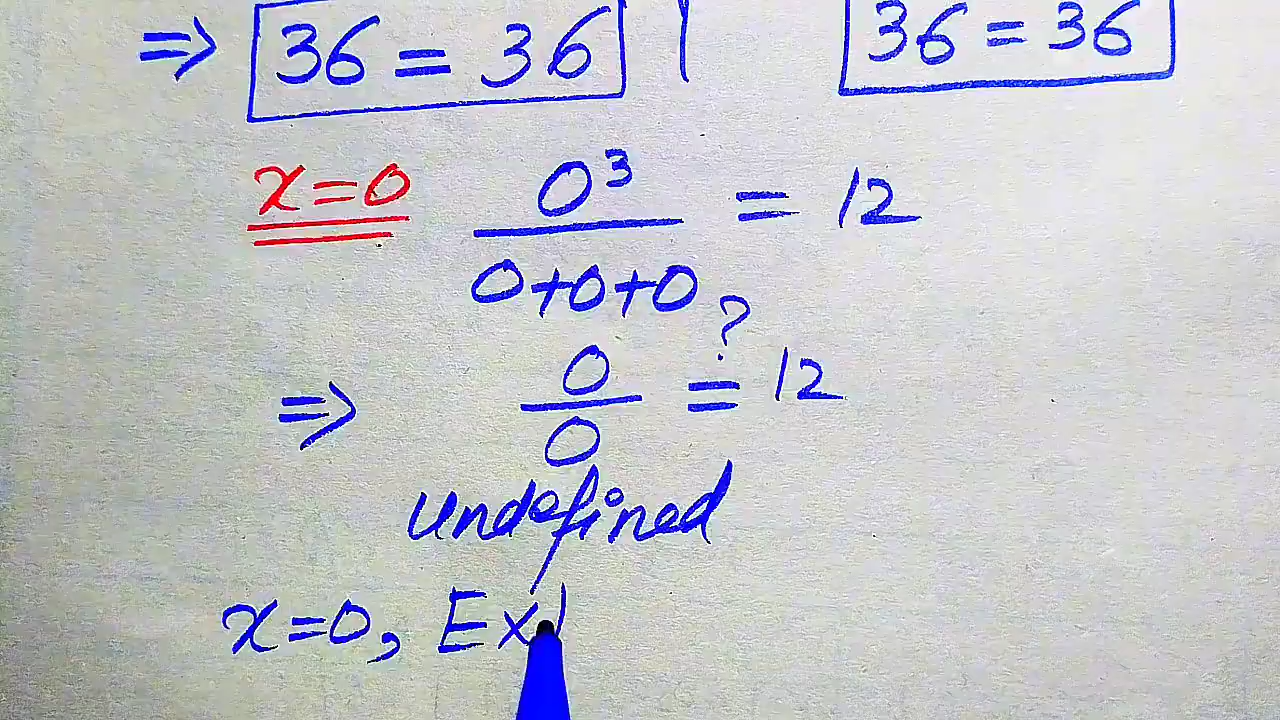 ⇒ 36 = 36 | 36 = 36
x=0 0³/0+0+0 = 12
⇒ 0/0 ≟ 12
undefined
x=0, Ex